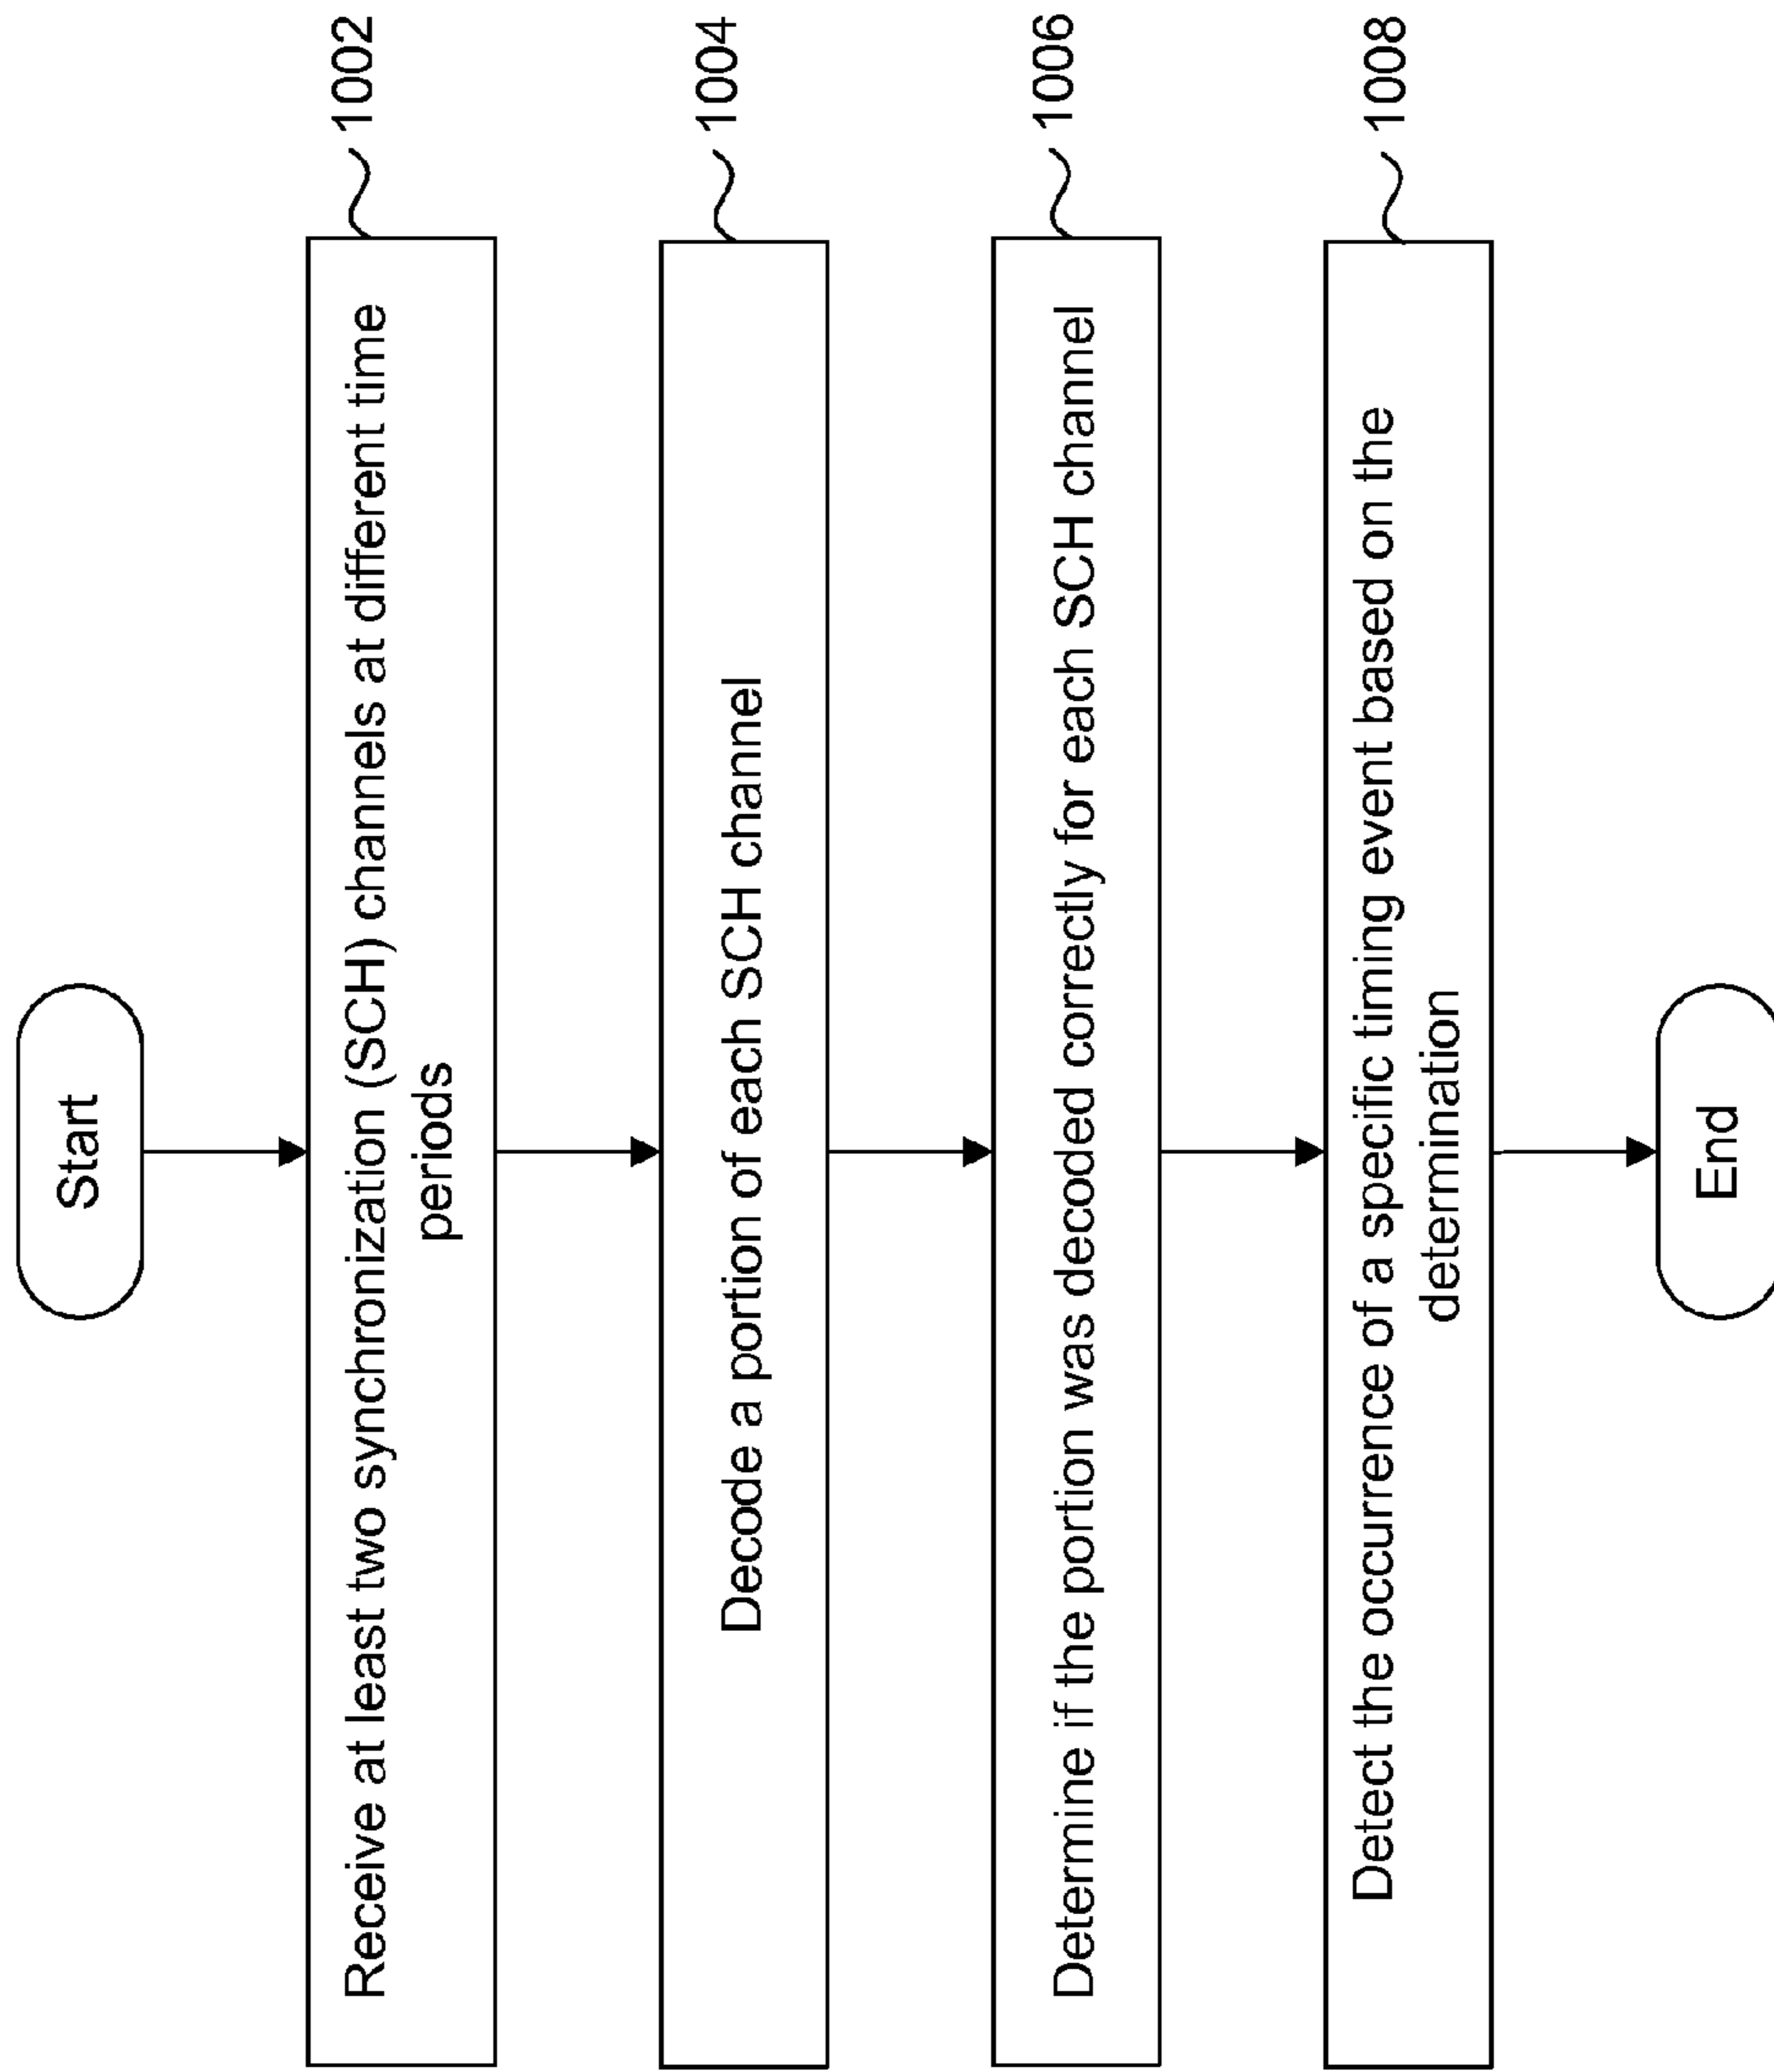 Start
Receive at least two synchronization (SCH) channels at different time
periods
1002
Decode a portion of each SCH channel
1004
Determine if the portion was decoded correctly for each SCH channel
1006
Detect the occurrence of a specific timing event based on the
determination
1008
End